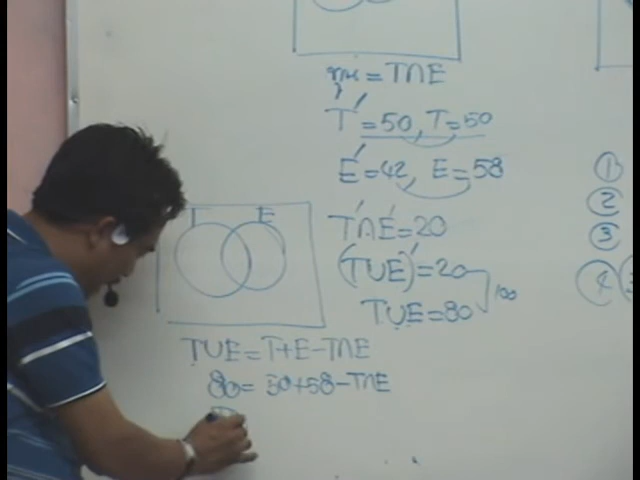 = T∩E
T′=50, T=50
E′=42, E=58
T E
T′∩E′=20
(T∪E)′=20
100
T∪E=80
T∪E=T+E-T∩E
80= 50+58-T∩E
①
②
③
④